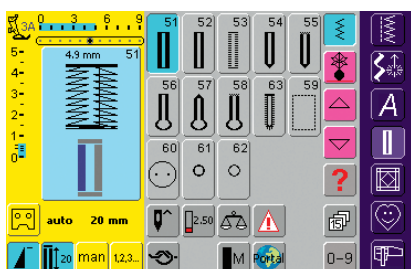 3A 0 3 6 9
51 52 53 54 55
5
4.9 mm 51
4
3
56 57 58 63 59
2
1
A
0
60 61 62
?
auto 20 mm
2.50
20 man 1,2,3...
M Portal 0-9